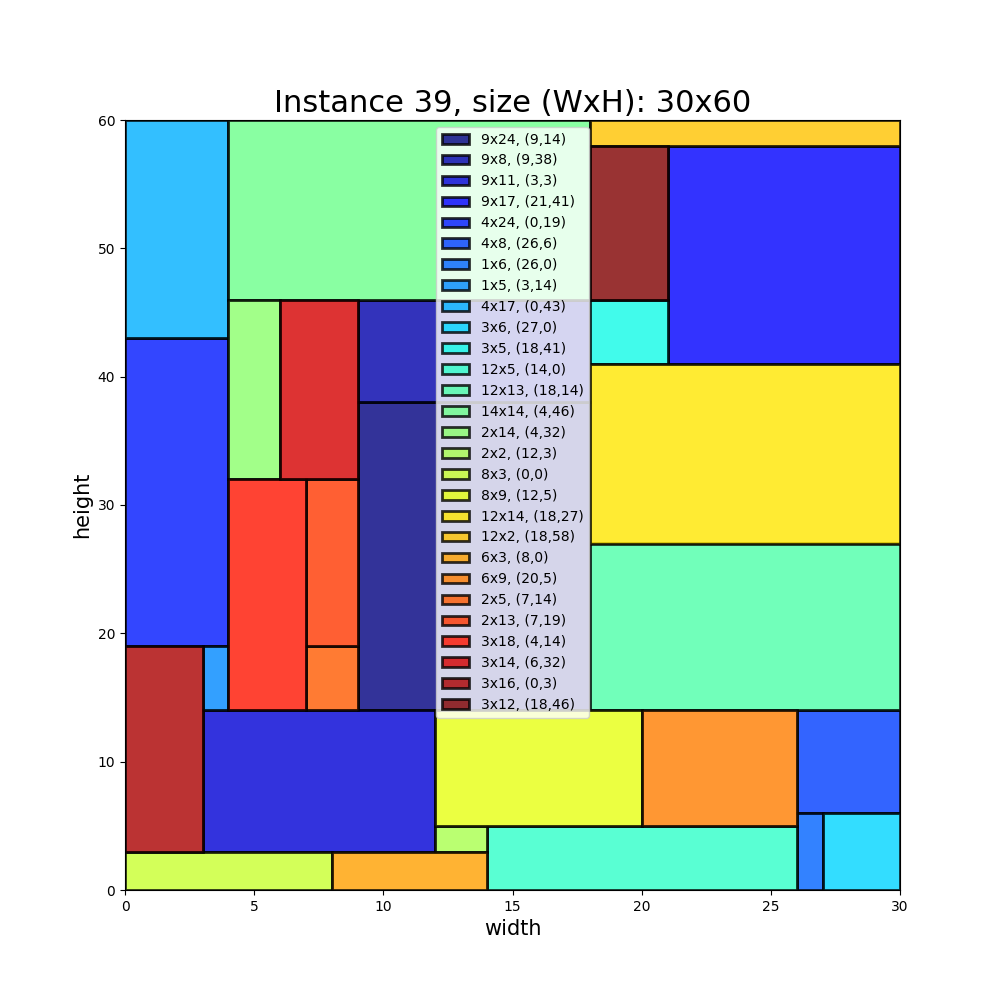 Instance 39, size (WxH): 30x60
60
50
40
30
20
10
0
height
9x24, (9,14)
9x8, (9,38)
9x11, (3,3)
9x17, (21,41)
4x24, (0,19)
4x8, (26,6)
1x6, (26,0)
1x5, (3,14)
4x17, (0,43)
3x6, (27,0)
3x5, (18,41)
12x5, (14,0)
12x13, (18,14)
14x14, (4,46)
2x14, (4,32)
2x2, (12,3)
8x3, (0,0)
8x9, (12,5)
12x14, (18,27)
12x2, (18,58)
6x3, (8,0)
6x9, (20,5)
2x5, (7,14)
2x13, (7,19)
3x18, (4,14)
3x14, (6,32)
3x16, (0,3)
3x12, (18,46)
0 5 10 15 20 25 30
width